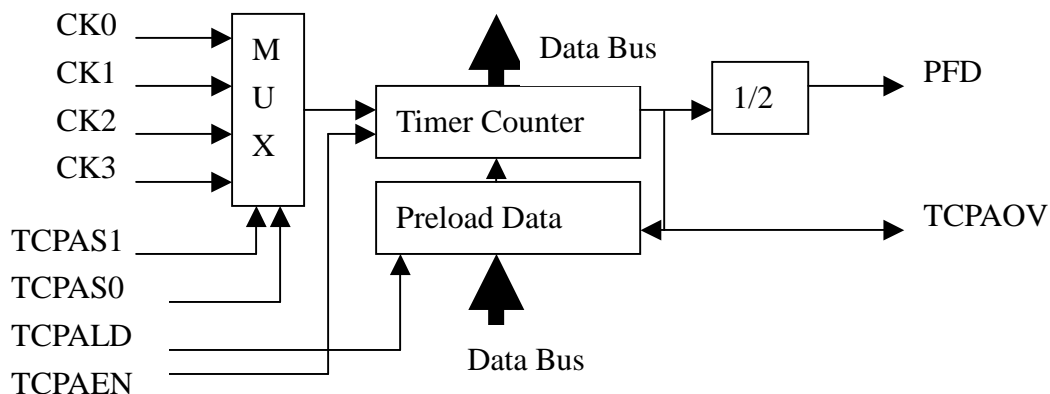 CK0
CK1
CK2
CK3
TCPAS1
TCPAS0
TCPALD
TCPAEN
M
U
X
Data Bus
Timer Counter
Preload Data
Data Bus
1/2
PFD
TCPAOV